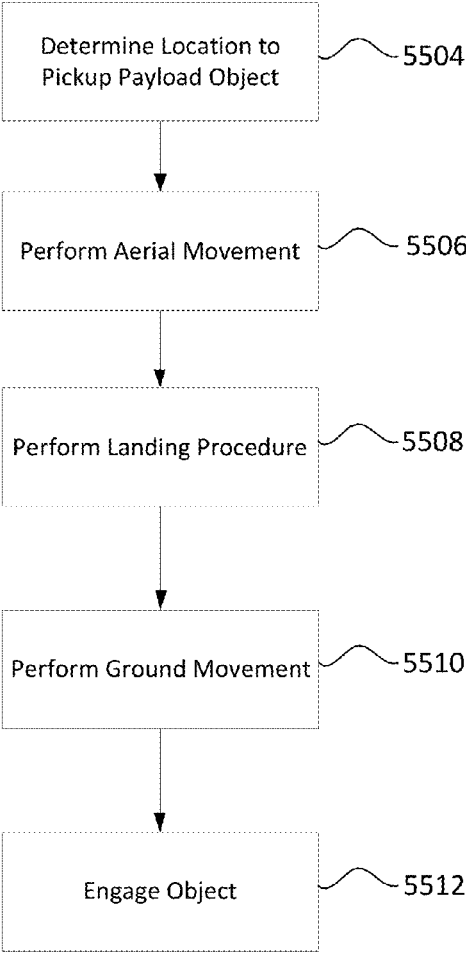 Determine Location to
Pickup Payload Object
5504
Perform Aerial Movement
5506
Perform Landing Procedure
5508
Perform Ground Movement
5510
Engage Object
5512